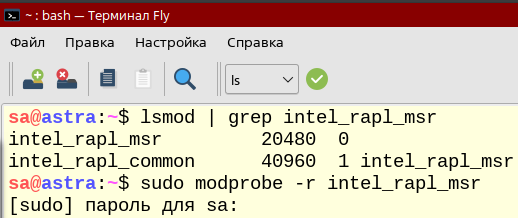 ~ : bash — Терминал Fly
Файл Правка Настройка Справка
ls
sa@astra:~$ lsmod | grep intel_rapl_msr
intel_rapl_msr 20480 0
intel_rapl_common 40960 1 intel_rapl_msr
sa@astra:~$ sudo modprobe -r intel_rapl_msr
[sudo] пароль для sa: